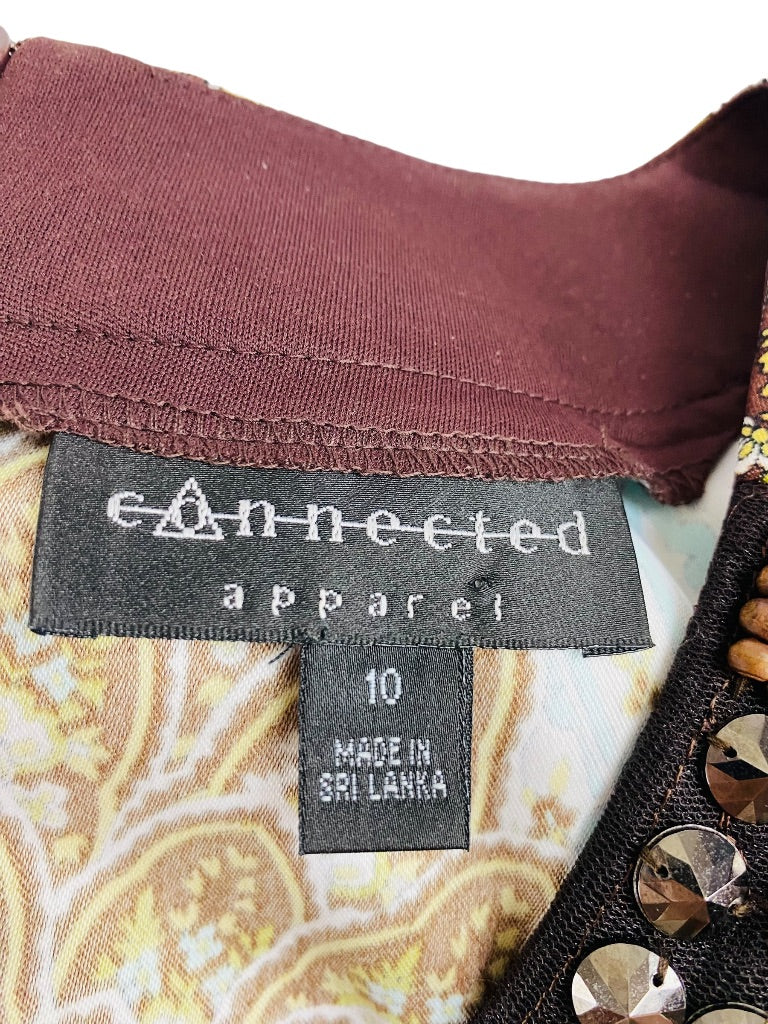 connected
apparel
10
MADE IN
SRI LANKA